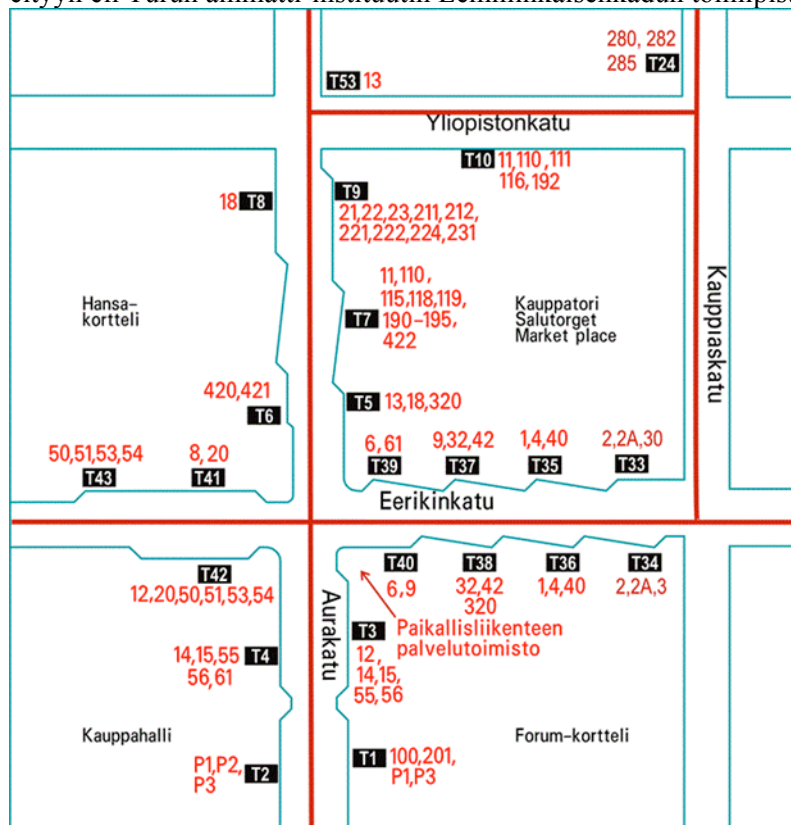 280, 282
285 T24
T53 13
Yliopistonkatu
T10 11,110,111
116,192
18 T8
T9
21,22,23,211,212,
221,222,224,231
11,110,
115,118,119,
T7 190-195,
422
Hansa-
kortteli
Kauppatori
Salutorget
Market place
Kauppiaskatu
420,421
T6
T5 13,18,320
50,51,53,54
T43
8,20
T41
6,61
T39
9,32,42
T37
1,4,40
T35
2,2A,30
T33
Eerikinkatu
T42
12,20,50,51,53,54
T40
6,9
T38
32,42
320
T36
1,4,40
T34
2,2A,3
Aurakatu
Paikallisliikenteen
palvelutoimisto
14,15,55 T4
56,61
T3
12,
14,15,
55,56
Kauppahalli
Forum-kortteli
P1,P2,
P3 T2
T1 100,201,
P1,P3